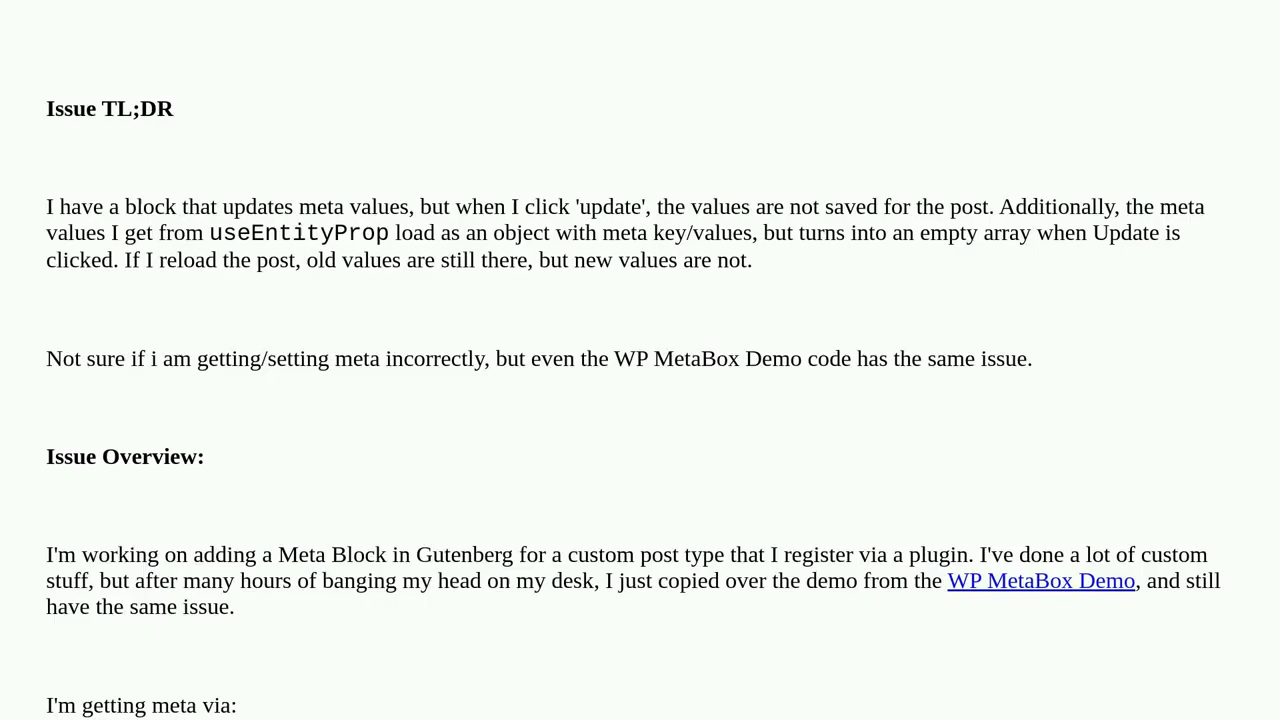 Issue TL;DR
I have a block that updates meta values, but when I click 'update', the values are not saved for the post. Additionally, the meta
values I get from useEntityProp load as an object with meta key/values, but turns into an empty array when Update is
clicked. If I reload the post, old values are still there, but new values are not.
Not sure if i am getting/setting meta incorrectly, but even the WP MetaBox Demo code has the same issue.
Issue Overview:
I'm working on adding a Meta Block in Gutenberg for a custom post type that I register via a plugin. I've done a lot of custom
stuff, but after many hours of banging my head on my desk, I just copied over the demo from the WP MetaBox Demo, and still
have the same issue.
I'm getting meta via: